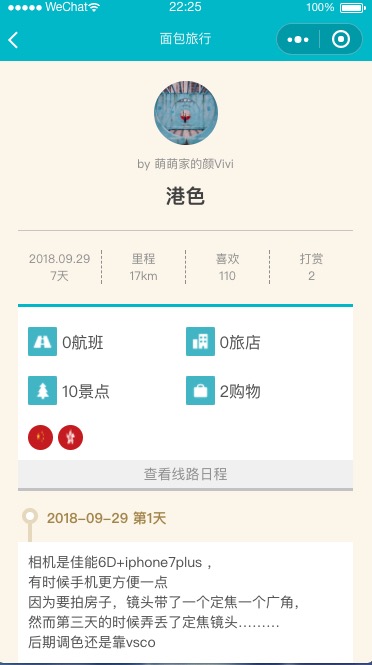 WeChat 22:25 100%
面包旅行
by 萌萌家的颜Vivi
港色
2018.09.29 里程 喜欢 打赏
7天 17km 110 2
0航班 0旅店
10景点 2购物
查看线路日程
2018-09-29 第1天
相机是佳能6D+iphone7plus ，
有时候手机更方便一点
因为要拍房子，镜头带了一个定焦一个广角，
然而第三天的时候弄丢了定焦镜头………
后期调色还是靠vsco